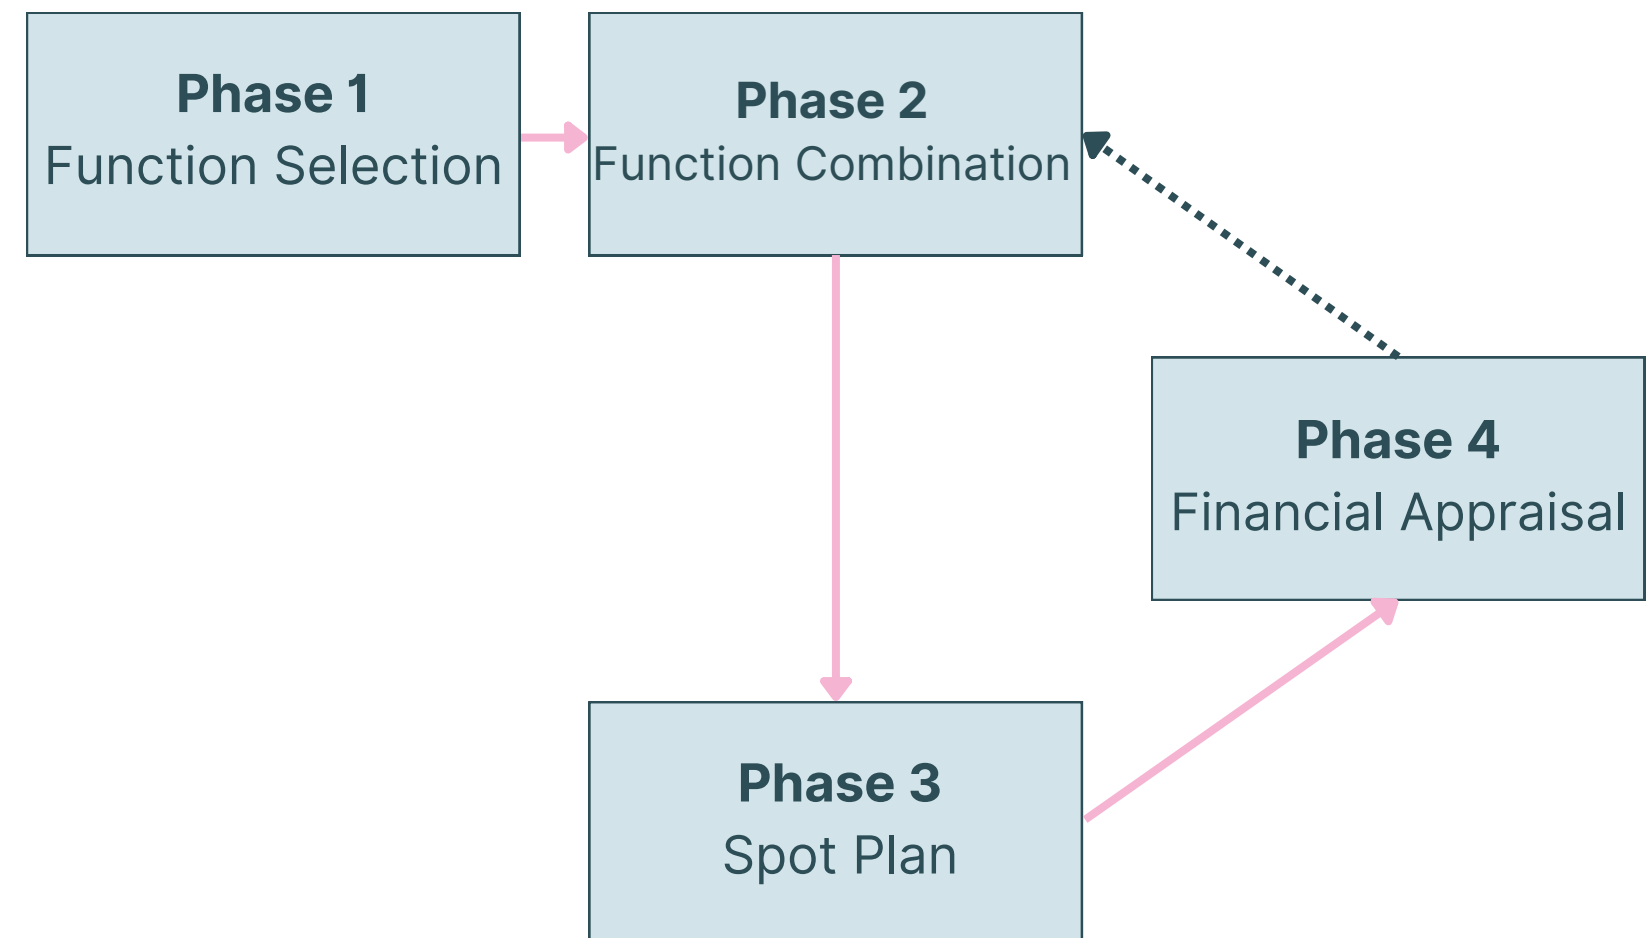 Phase 1
Function Selection
Phase 2
Function Combination
Phase 3
Spot Plan
Phase 4
Financial Appraisal